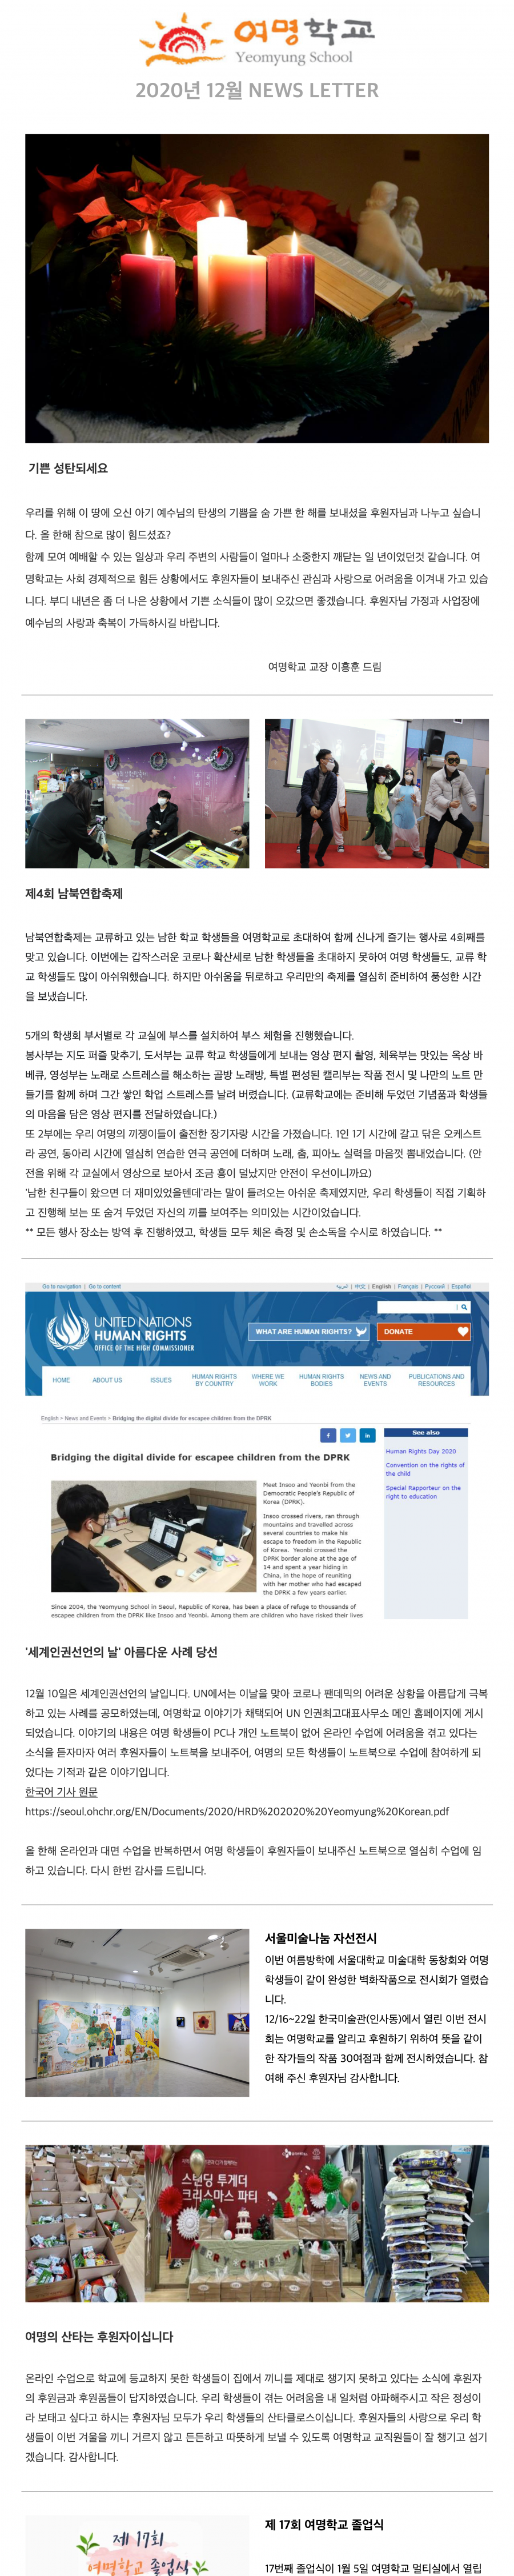 여명학교
Yeomyung School
2020년 12월 NEWS LETTER
기쁜 성탄되세요
우리를 위해 이 땅에 오신 아기 예수님의 탄생의 기쁨을 숨 가쁜 한 해를 보내셨을 후원자님과 나누고 싶습니
다. 올 한해 참으로 많이 힘드셨죠?
함께 모여 예배할 수 있는 일상과 우리 주변의 사람들이 얼마나 소중한지 깨닫는 일 년이었던것 같습니다. 여
명학교는 사회 경제적으로 힘든 상황에서도 후원자들이 보내주신 관심과 사랑으로 어려움을 이겨내 가고 있습
니다. 부디 내년은 좀 더 나은 상황에서 기쁜 소식들이 많이 오갔으면 좋겠습니다. 후원자님 가정과 사업장에
예수님의 사랑과 축복이 가득하시길 바랍니다.
여명학교 교장 이흥훈 드림
제4회 남북연합축제
남북연합축제는 교류하고 있는 남한 학교 학생들을 여명학교로 초대하여 함께 신나게 즐기는 행사로 4회째를
맞고 있습니다. 이번에는 갑작스러운 코로나 확산세로 남한 학생들을 초대하지 못하여 여명 학생들도, 교류 학
교 학생들도 많이 아쉬워했습니다. 하지만 아쉬움을 뒤로하고 우리만의 축제를 열심히 준비하여 풍성한 시간
을 보냈습니다.
5개의 학생회 부서별로 각 교실에 부스를 설치하여 부스 체험을 진행했습니다.
봉사부는 지도 퍼즐 맞추기, 도서부는 교류 학교 학생들에게 보내는 영상 편지 촬영, 체육부는 맛있는 옥상 바
베큐, 영성부는 노래로 스트레스를 해소하는 골방 노래방, 특별 편성된 캘리부는 작품 전시 및 나만의 노트 만
들기를 함께 하며 그간 쌓인 학업 스트레스를 날려 버렸습니다. (교류학교에는 준비해 두었던 기념품과 학생들
의 마음을 담은 영상 편지를 전달하였습니다.)
또 2부에는 우리 여명의 끼쟁이들이 출전한 장기자랑 시간을 가졌습니다. 1인 1기 시간에 갈고 닦은 오케스트
라 공연, 동아리 시간에 열심히 연습한 연극 공연에 더하며 노래, 춤, 피아노 실력을 마음껏 뽐내었습니다. (안
전을 위해 각 교실에서 영상으로 보아서 조금 흥이 덜났지만 안전이 우선이니까요)
'남한 친구들이 왔으면 더 재미있었을텐데'라는 말이 들려오는 아쉬운 축제였지만, 우리 학생들이 직접 기획하
고 진행해 보는 또 숨겨 두었던 자신의 끼를 보여주는 의미있는 시간이었습니다.
** 모든 행사 장소는 방역 후 진행하였고, 학생들 모두 체온 측정 및 손소독을 수시로 하였습니다. **
Go to navigation | Go to content
العربية | 中文 | English | Français | Русский | Español
UNITED NATIONS
HUMAN RIGHTS
OFFICE OF THE HIGH COMMISSIONER
WHAT ARE HUMAN RIGHTS?
DONATE
HOME ABOUT US ISSUES HUMAN RIGHTS BY COUNTRY WHERE WE WORK HUMAN RIGHTS BODIES NEWS AND EVENTS PUBLICATIONS AND RESOURCES
English > News and Events > Bridging the digital divide for escapee children from the DPRK
See also
Human Rights Day 2020
Convention on the rights of
the child
Special Rapporteur on the
right to education
Bridging the digital divide for escapee children from the DPRK
Meet Insoo and Yeonbi from the
Democratic People's Republic of
Korea (DPRK).
Insoo crossed rivers, ran through
mountains and travelled across
several countries to make his
escape to freedom in the Republic
of Korea. Yeonbi crossed the
DPRK border alone at the age of
14 and spent a year hiding in
China, in the hope of reuniting
with her mother who had escaped
the DPRK a few years earlier.
Since 2004, the Yeomyung School in Seoul, Republic of Korea, has been a place of refuge to thousands of
escapee children from the DPRK like Insoo and Yeonbi. Among them are children who have risked their lives
'세계인권선언의 날' 아름다운 사례 당선
12월 10일은 세계인권선언의 날입니다. UN에서는 이날을 맞아 코로나 팬데믹의 어려운 상황을 아름답게 극복
하고 있는 사례를 공모하였는데, 여명학교 이야기가 채택되어 UN 인권최고대표사무소 메인 홈페이지에 게시
되었습니다. 이야기의 내용은 여명 학생들이 PC나 개인 노트북이 없어 온라인 수업에 어려움을 겪고 있다는
소식을 듣자마자 여러 후원자들이 노트북을 보내주어, 여명의 모든 학생들이 노트북으로 수업에 참여하게 되
었다는 기적과 같은 이야기입니다.
한국어 기사 원문
https://seoul.ohchr.org/EN/Documents/2020/HRD%202020%20Yeomyung%20Korean.pdf
올 한해 온라인과 대면 수업을 반복하면서 여명 학생들이 후원자들이 보내주신 노트북으로 열심히 수업에 임
하고 있습니다. 다시 한번 감사를 드립니다.
서울미술나눔 자선전시
이번 여름방학에 서울대학교 미술대학 동창회와 여명
학생들이 같이 완성한 벽화작품으로 전시회가 열렸습
니다.
12/16~22일 한국미술관(인사동)에서 열린 이번 전시
회는 여명학교를 알리고 후원하기 위하여 뜻을 같이
한 작가들의 작품 30여점과 함께 전시하였습니다. 참
여해 주신 후원자님 감사합니다.
스탠딩 투게더
크리스마스 파티
여명의 산타는 후원자이십니다
온라인 수업으로 학교에 등교하지 못한 학생들이 집에서 끼니를 제대로 챙기지 못하고 있다는 소식에 후원자
의 후원금과 후원품들이 답지하였습니다. 우리 학생들이 겪는 어려움을 내 일처럼 아파해주시고 작은 정성이
라 보태고 싶다고 하시는 후원자님 모두가 우리 학생들의 산타클로스이십니다. 후원자들의 사랑으로 우리 학
생들이 이번 겨울을 끼니 거르지 않고 든든하고 따뜻하게 보낼 수 있도록 여명학교 교직원들이 잘 챙기고 섬기
겠습니다. 감사합니다.
제 17회
여명학교 졸업식
제 17회 여명학교 졸업식
17번째 졸업식이 1월 5일 여명학교 멀티실에서 열립